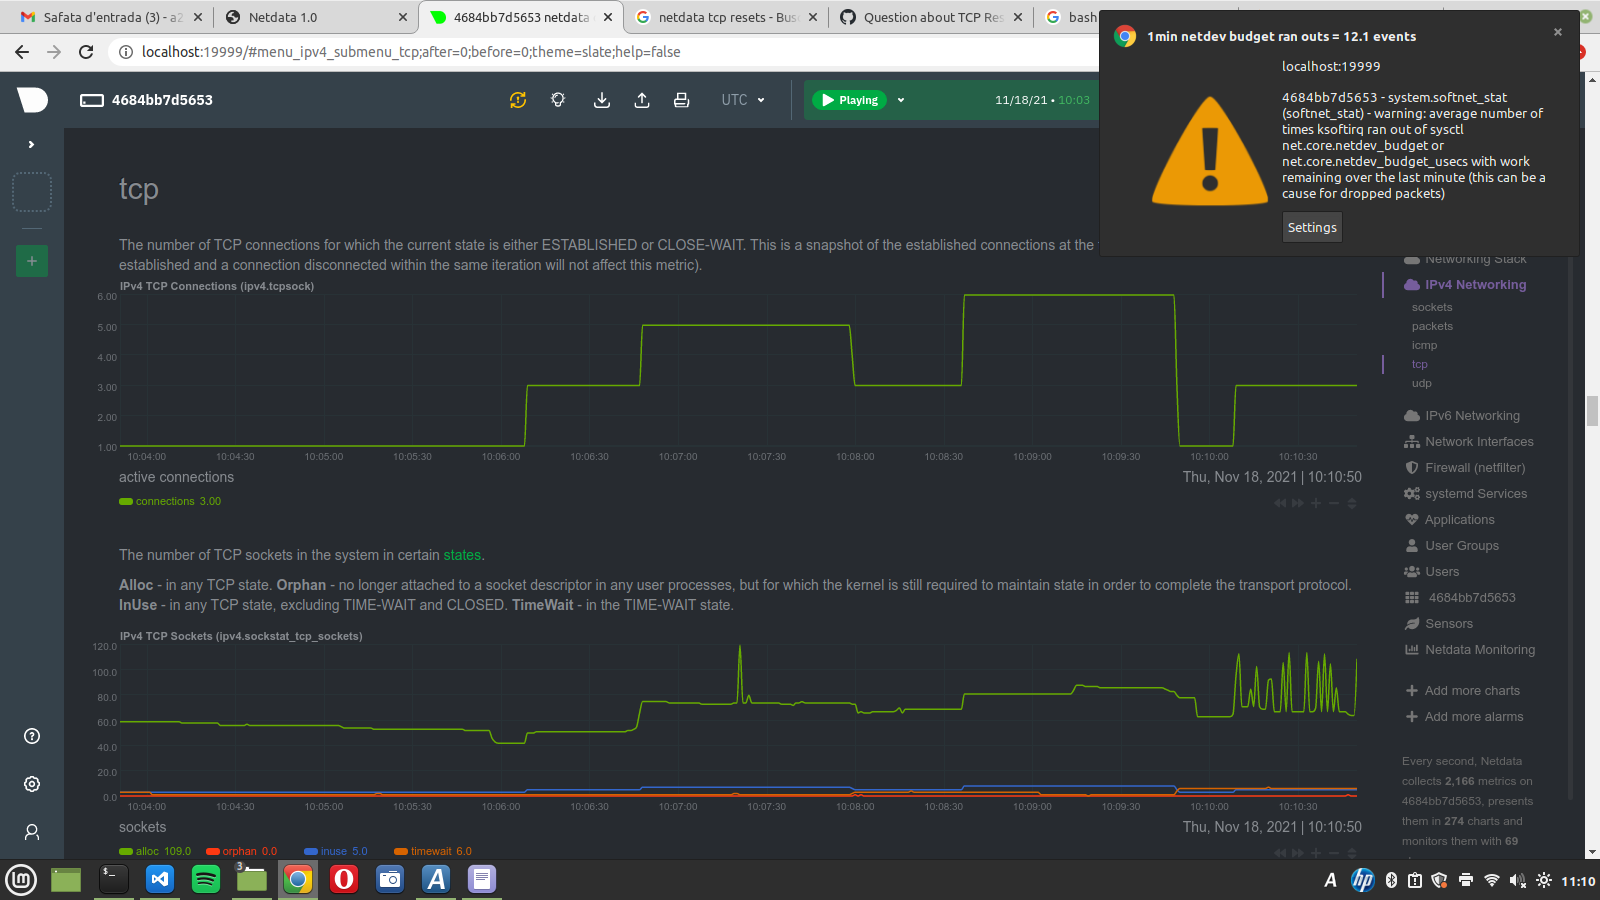 Safata d'entrada (3) - a2
Netdata 1.0
4684bb7d5653 netdata
netdata tcp resets - Bus
Question about TCP Res
bash
localhost:19999/#menu_ipv4_submenu_tcp;after=0;before=0;theme=slate;help=false
4684bb7d5653
UTC
Playing
11/18/21 • 10:03
1min netdev budget ran outs = 12.1 events
localhost:19999
4684bb7d5653 - system.softnet_stat
(softnet_stat) - warning: average number of
times ksoftirq ran out of sysctl
net.core.netdev_budget or
net.core.netdev_budget_usecs with work
remaining over the last minute (this can be a
cause for dropped packets)
Settings
tcp
The number of TCP connections for which the current state is either ESTABLISHED or CLOSE-WAIT. This is a snapshot of the established connections at the
established and a connection disconnected within the same iteration will not affect this metric).
IPv4 TCP Connections (ipv4.tcpsock)
6.00
5.00
4.00
3.00
2.00
1.00
10:04:00 10:04:30 10:05:00 10:05:30 10:06:00 10:06:30 10:07:00 10:07:30 10:08:00 10:08:30 10:09:00 10:09:30 10:10:00 10:10:30
active connections
Thu, Nov 18, 2021 | 10:10:50
connections 3.00
The number of TCP sockets in the system in certain states.
Alloc - in any TCP state. Orphan - no longer attached to a socket descriptor in any user processes, but for which the kernel is still required to maintain state in order to complete the transport protocol.
InUse - in any TCP state, excluding TIME-WAIT and CLOSED. TimeWait - in the TIME-WAIT state.
IPv4 TCP Sockets (ipv4.sockstat_tcp_sockets)
120.0
100.0
80.0
60.0
40.0
20.0
0.0
10:04:00 10:04:30 10:05:00 10:05:30 10:06:00 10:06:30 10:07:00 10:07:30 10:08:00 10:08:30 10:09:00 10:09:30 10:10:00 10:10:30
sockets
Thu, Nov 18, 2021 | 10:10:50
alloc 109.0 orphan 0.0 inuse 5.0 timewait 6.0
Networking Stack
IPv4 Networking
sockets
packets
icmp
tcp
udp
IPv6 Networking
Network Interfaces
Firewall (netfilter)
systemd Services
Applications
User Groups
Users
4684bb7d5653
Sensors
Netdata Monitoring
Add more charts
Add more alarms
Every second, Netdata
collects 2,166 metrics on
4684bb7d5653, presents
them in 274 charts and
monitors them with 69
3
11:10